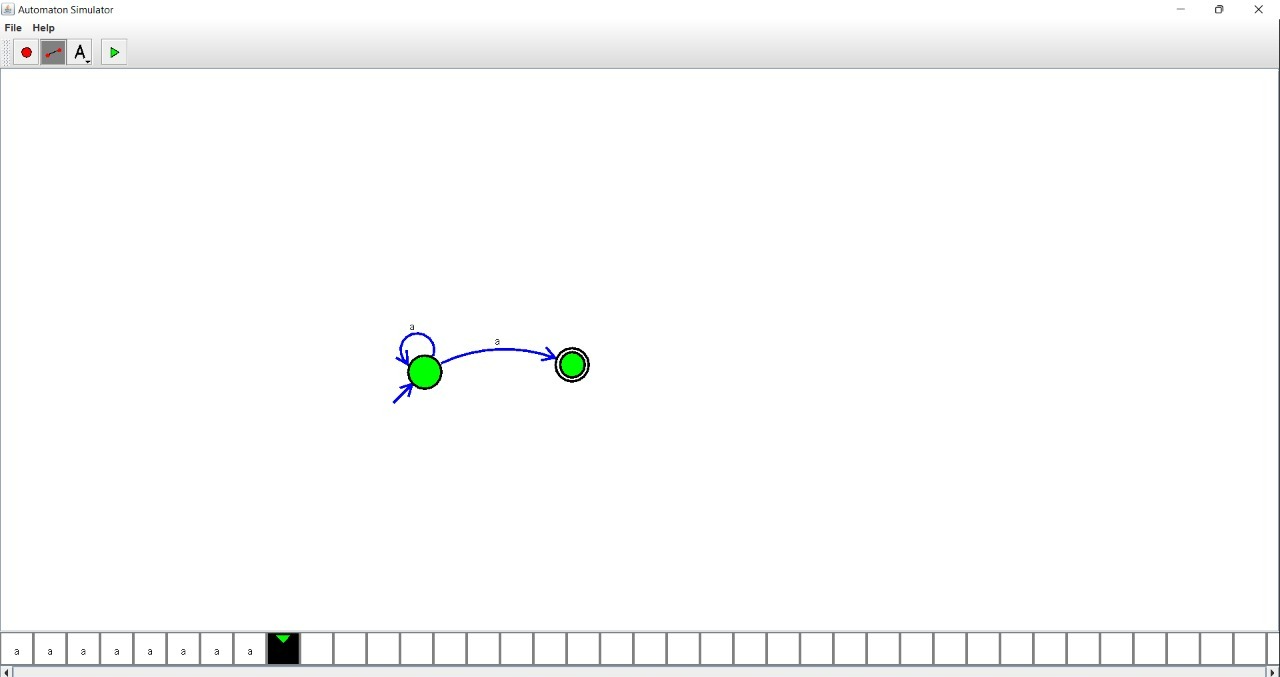 Automaton Simulator
File Help
A
a
a
a a a a a a a a